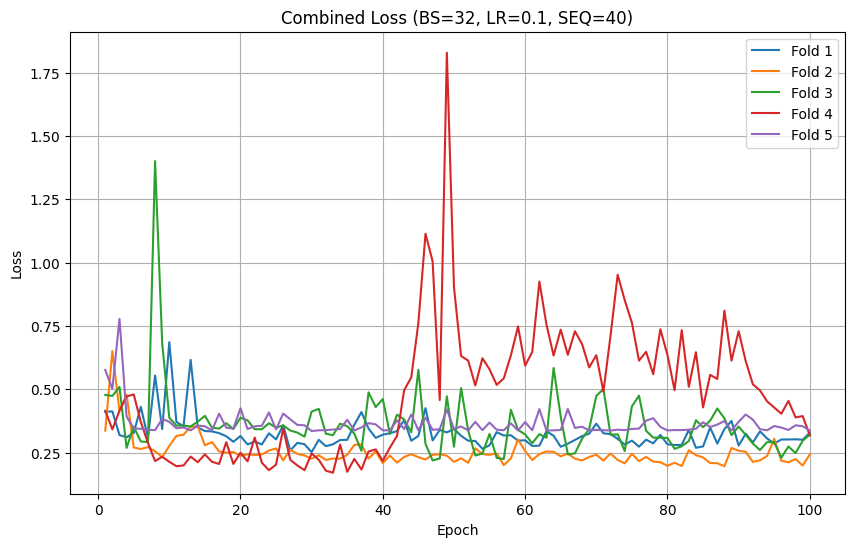 Combined Loss (BS=32, LR=0.1, SEQ=40)
Fold 1
Fold 2
Fold 3
Fold 4
Fold 5
1.75
1.50
1.25
1.00
0.75
0.50
0.25
Loss
0
20
40
60
80
100
Epoch